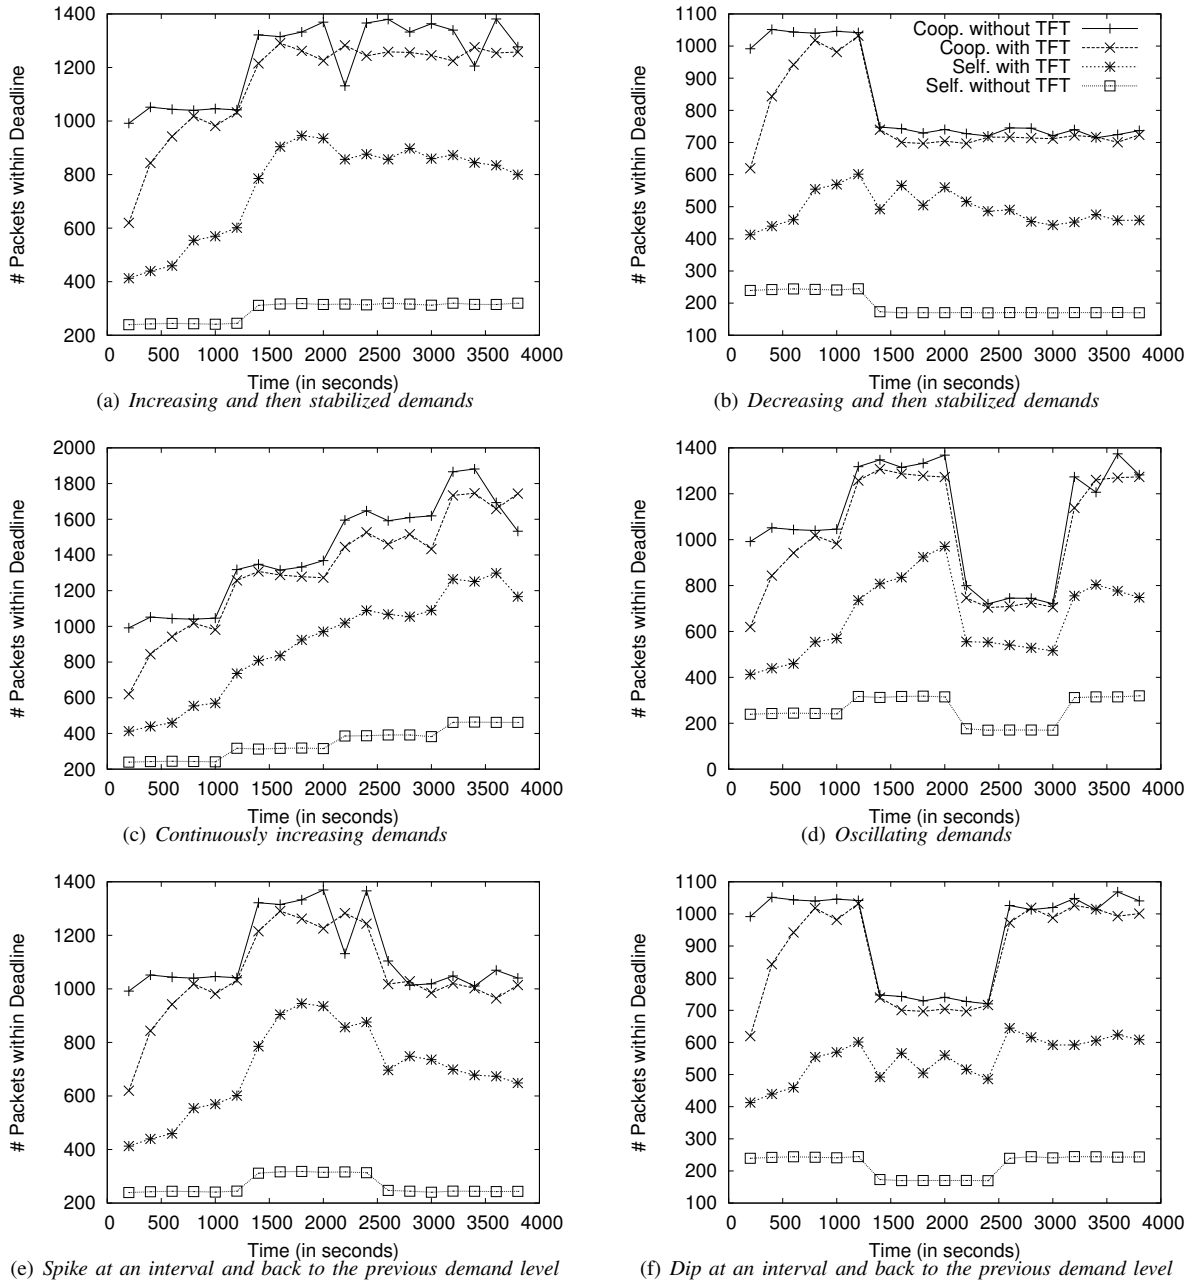 # Packets within Deadline
1400
1200
1000
800
600
400
200
0 500 1000 1500 2000 2500 3000 3500 4000
Time (in seconds)
(a) Increasing and then stabilized demands
# Packets within Deadline
1100
1000
900
800
700
600
500
400
300
200
100
Coop. without TFT
Coop. with TFT
Self. with TFT
Self. without TFT
0 500 1000 1500 2000 2500 3000 3500 4000
Time (in seconds)
(b) Decreasing and then stabilized demands
# Packets within Deadline
2000
1800
1600
1400
1200
1000
800
600
400
200
0 500 1000 1500 2000 2500 3000 3500 4000
Time (in seconds)
(c) Continuously increasing demands
# Packets within Deadline
1400
1200
1000
800
600
400
200
0
0 500 1000 1500 2000 2500 3000 3500 4000
Time (in seconds)
(d) Oscillating demands
# Packets within Deadline
1400
1200
1000
800
600
400
200
0 500 1000 1500 2000 2500 3000 3500 4000
Time (in seconds)
(e) Spike at an interval and back to the previous demand level
# Packets within Deadline
1100
1000
900
800
700
600
500
400
300
200
100
0 500 1000 1500 2000 2500 3000 3500 4000
Time (in seconds)
(f) Dip at an interval and back to the previous demand level